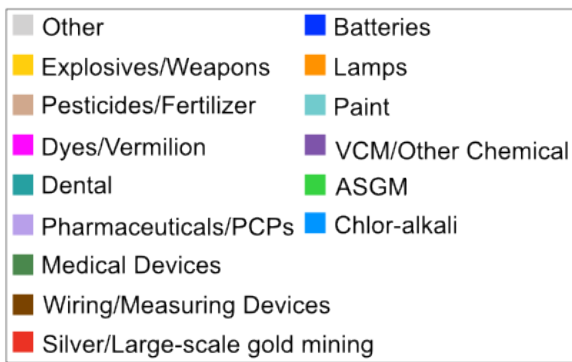 Other
Explosives/Weapons
Pesticides/Fertilizer
Dyes/Vermilion
Dental
Pharmaceuticals/PCPs
Medical Devices
Wiring/Measuring Devices
Silver/Large-scale gold mining
Batteries
Lamps
Paint
VCM/Other Chemical
ASGM
Chlor-alkali